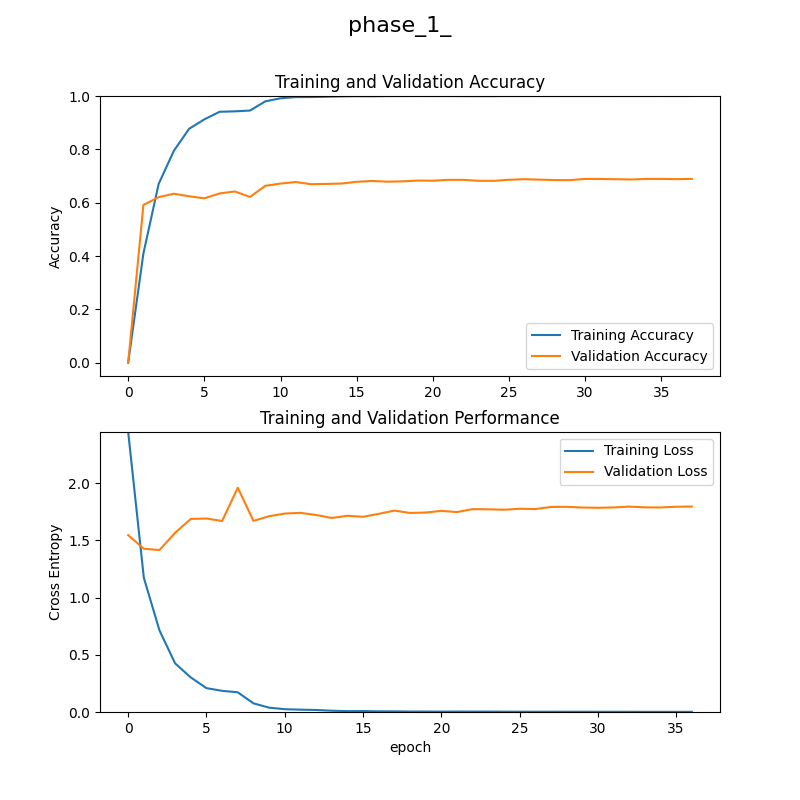 phase_1_
Training and Validation Accuracy
Accuracy
1.0
0.8
0.6
0.4
0.2
0.0
Training Accuracy
Validation Accuracy
0 5 10 15 20 25 30 35
Training and Validation Performance
Cross Entropy
2.0
1.5
1.0
0.5
0.0
Training Loss
Validation Loss
0 5 10 15 20 25 30 35
epoch